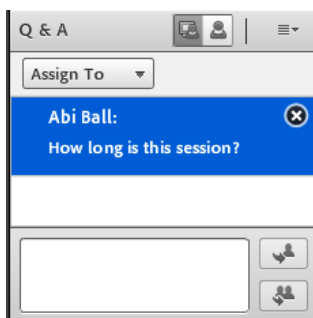 Q & A
Assign To
Abi Ball:
How long is this session?